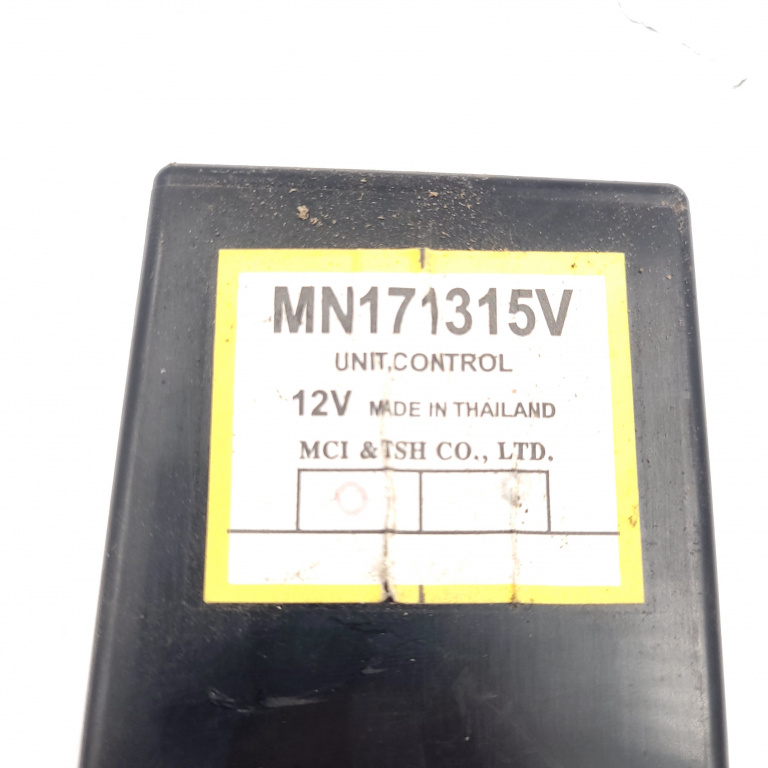 MN171315V
UNIT,CONTROL
12V MADE IN THAILAND
MCI & TSH CO., LTD.